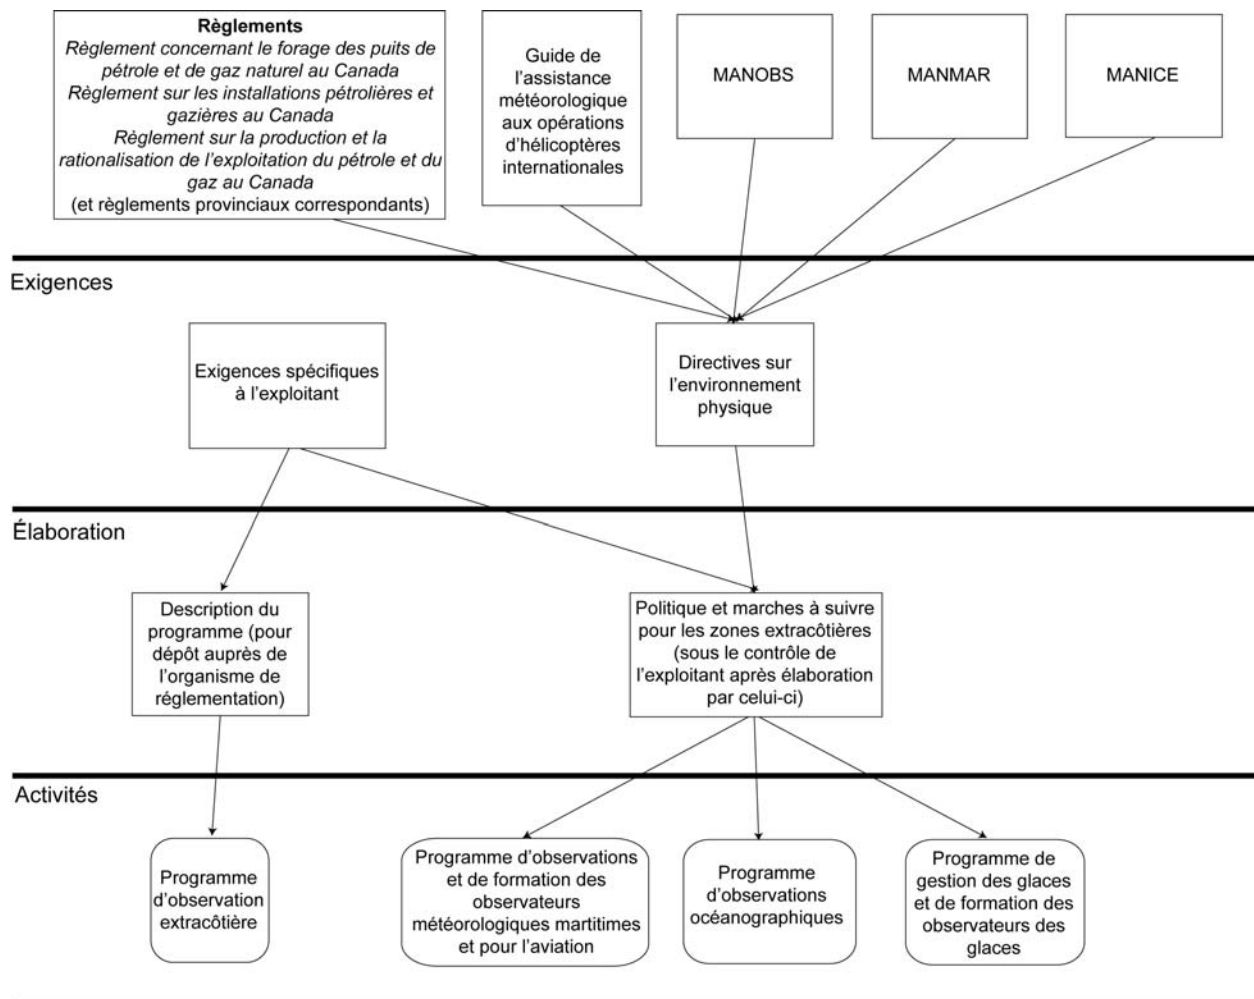 Règlements
Règlement concernant le forage des puits de
pétrole et de gaz naturel au Canada
Règlement sur les installations pétrolières et
gazières au Canada
Règlement sur la production et la
rationalisation de l'exploitation du pétrole et du
gaz au Canada
(et règlements provinciaux correspondants)
Guide de
l'assistance
météorologique
aux opérations
d'hélicoptères
internationales
MANOBS
MANMAR
MANICE
Exigences
Exigences spécifiques
à l'exploitant
Directives sur
l'environnement
physique
Élaboration
Description du
programme (pour
dépôt auprès de
l'organisme de
réglementation)
Politique et marches à suivre
pour les zones extracôtières
(sous le contrôle de
l'exploitant après élaboration
par celui-ci)
Activités
Programme
d'observation
extracôtière
Programme d'observations
et de formation des
observateurs
météorologiques martitimes
et pour l'aviation
Programme
d'observations
océanographiques
Programme de
gestion des glaces
et de formation des
observateurs des
glaces